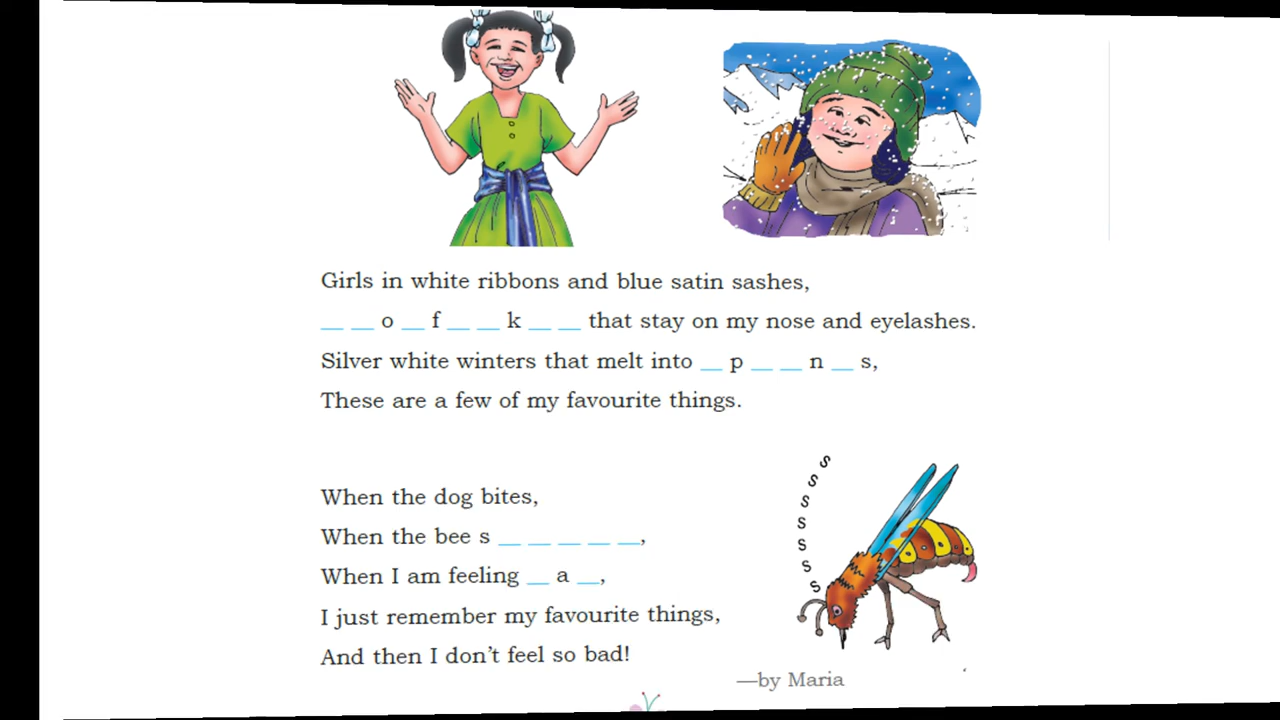 Girls in white ribbons and blue satin sashes,
__ __ o __ f __ __ k __ __ that stay on my nose and eyelashes.
Silver white winters that melt into __ p __ __ n __ s,
These are a few of my favourite things.
When the dog bites,
s
s
s
s
s
s
s
When the bee s __ __ __ __ __,
When I am feeling __ a __,
I just remember my favourite things,
And then I don't feel so bad!
—by Maria